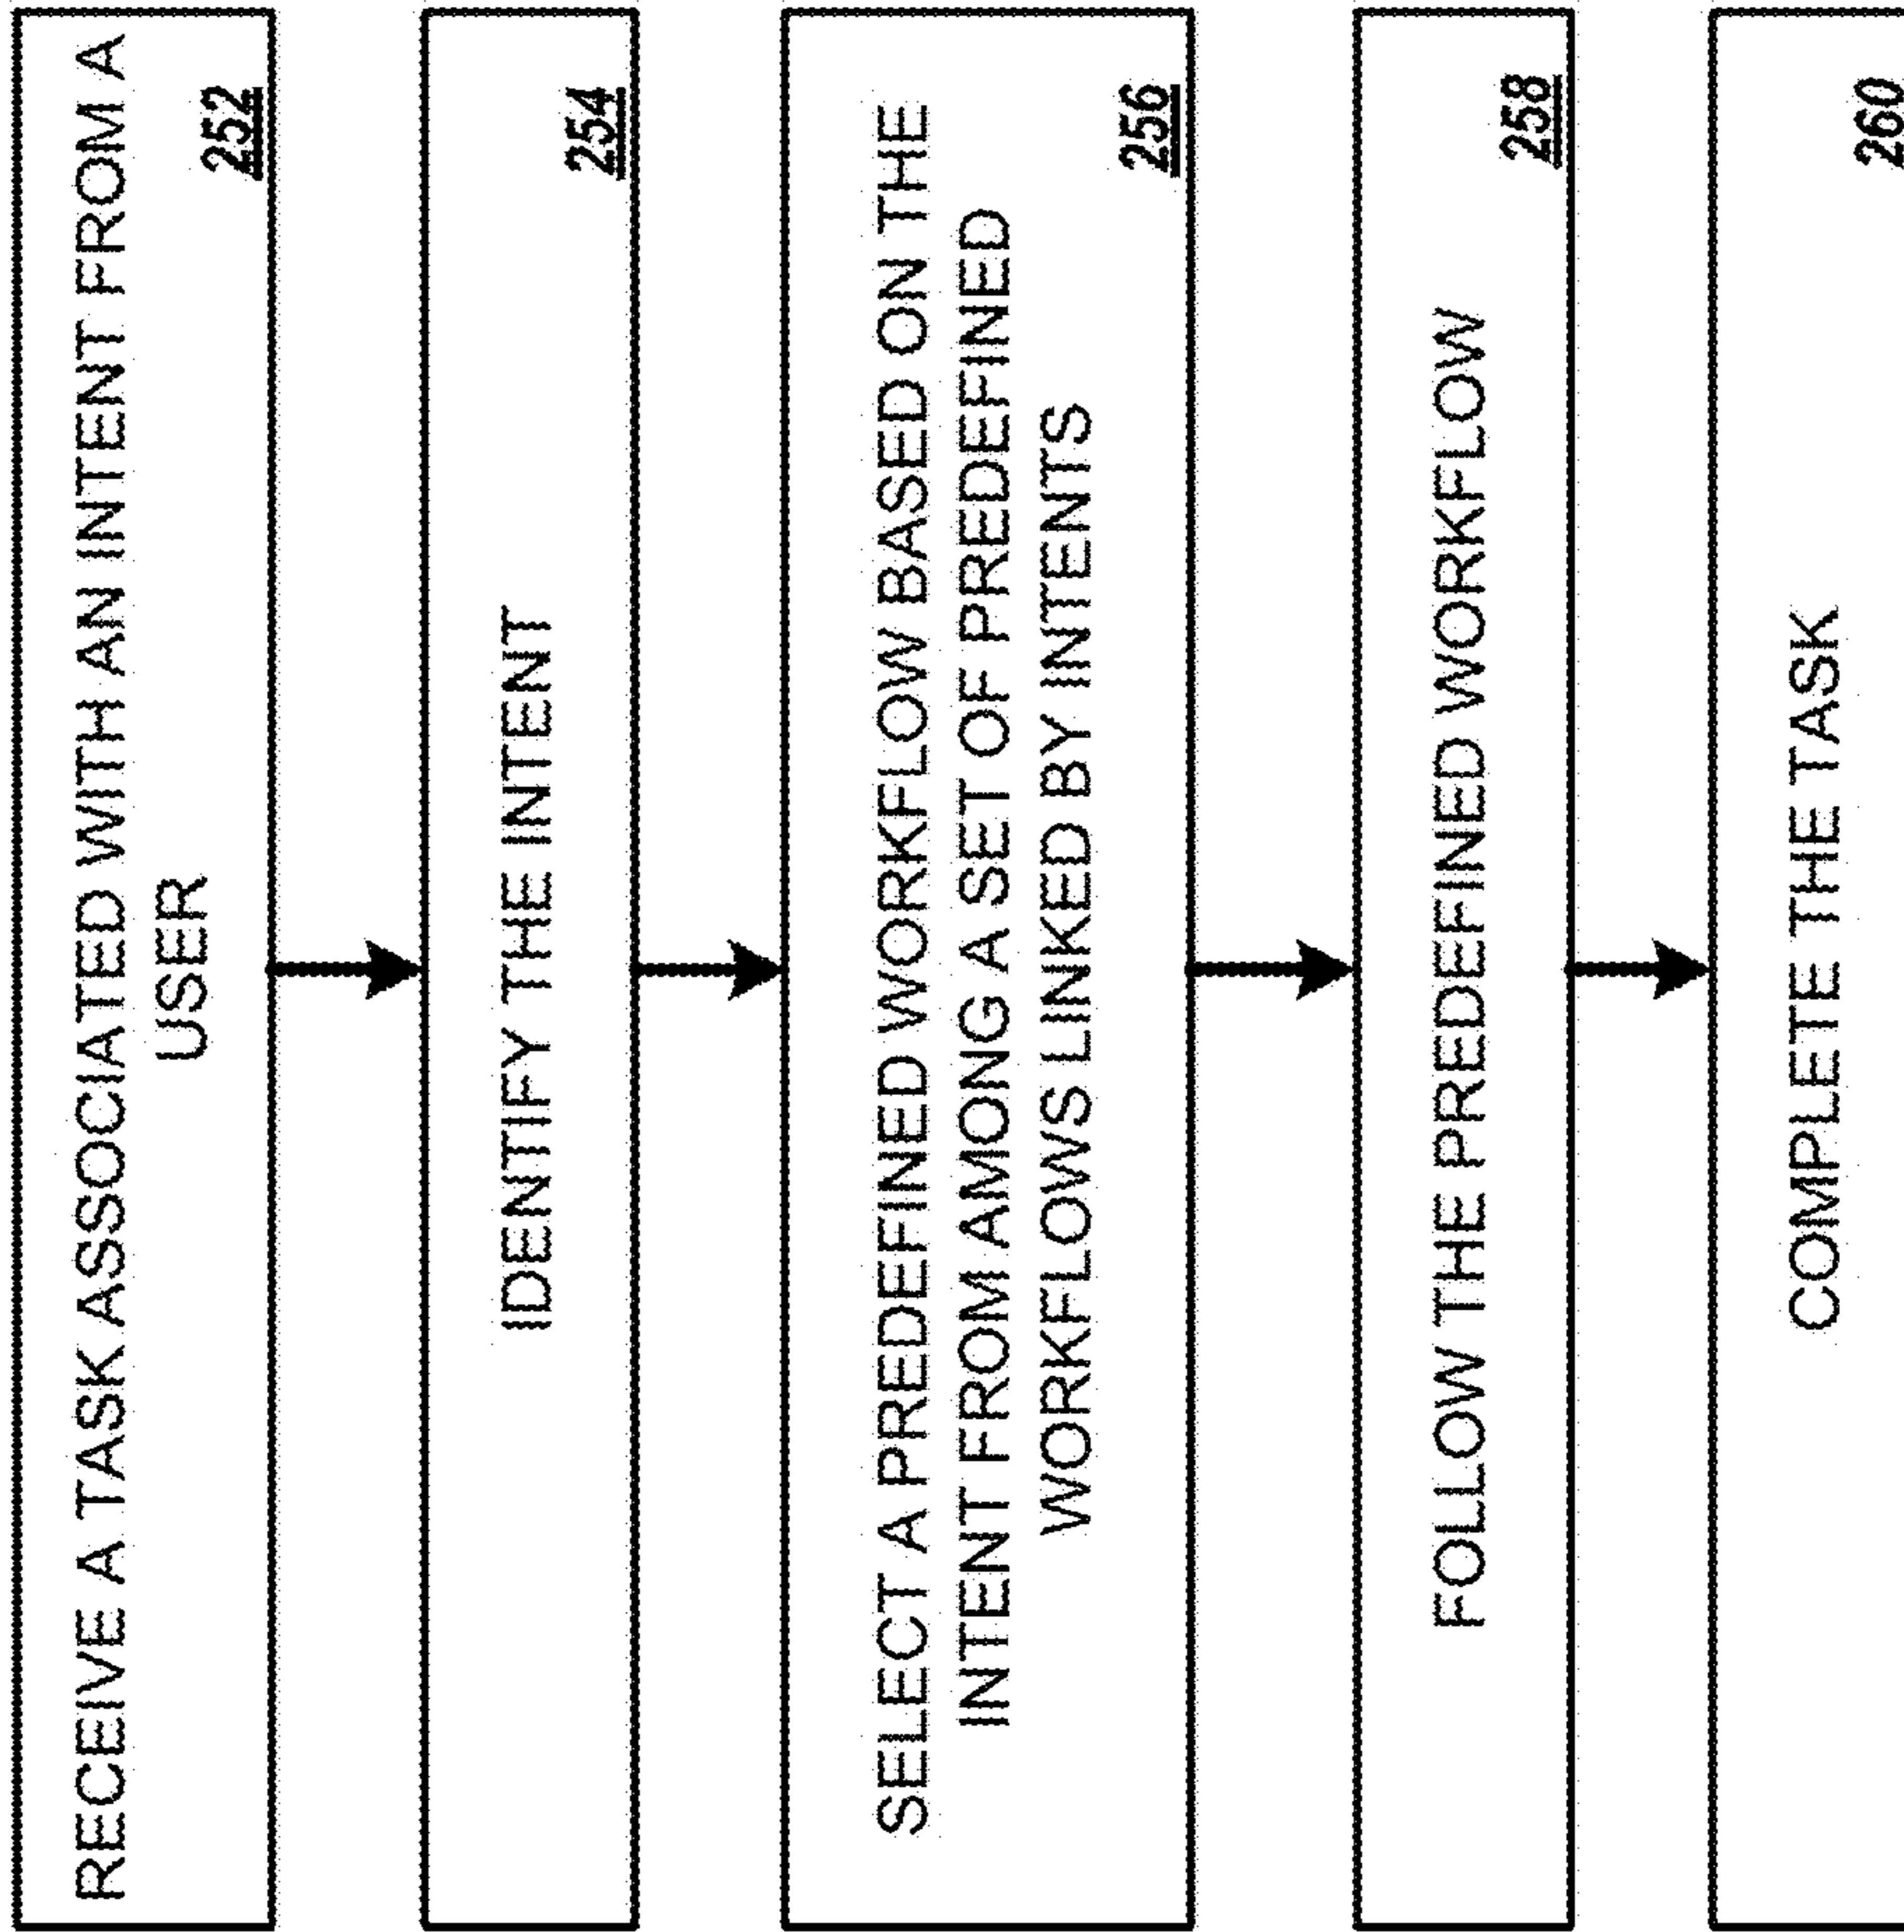 RECEIVE A TASK ASSOCIATED WITH AN INTENT FROM A
USER
252
IDENTIFY THE INTENT
254
SELECT A PREDEFINED WORKFLOW BASED ON THE
INTENT FROM AMONG A SET OF PREDEFINED
WORKFLOWS LINKED BY INTENTS
256
FOLLOW THE PREDEFINED WORKFLOW
258
COMPLETE THE TASK
260